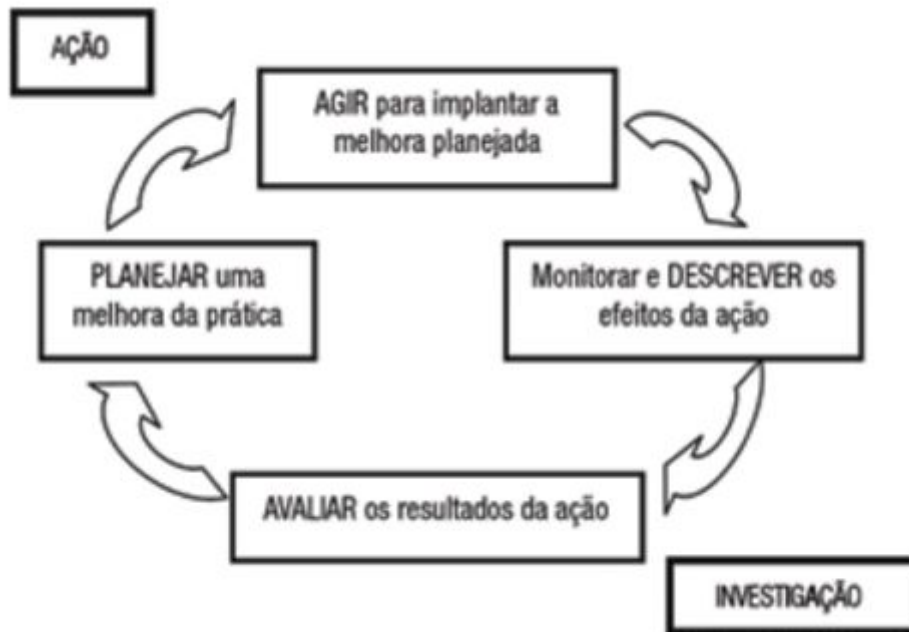 AÇÃO
AGIR para implantar a
melhora planejada
PLANEJAR uma
melhora da prática
Monitorar e DESCREVER os
efeitos da ação
AVALIAR os resultados da ação
INVESTIGAÇÃO